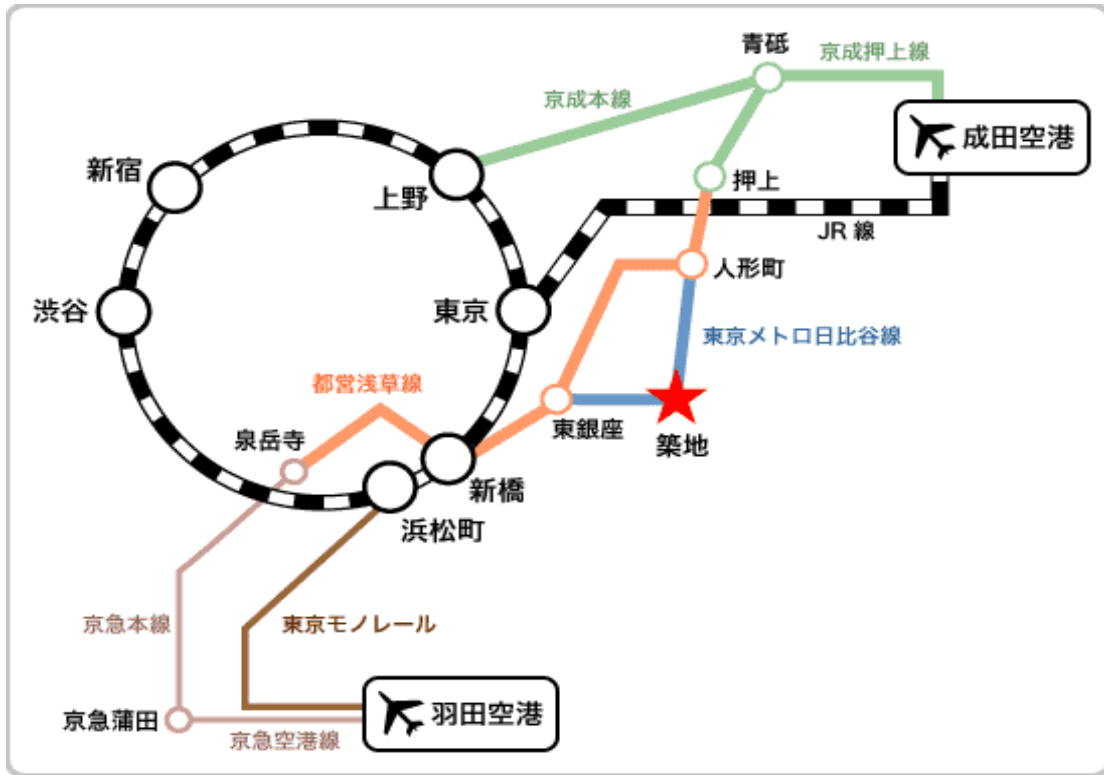 青砥
京成押上線
京成本線
成田空港
新宿
上野
押上
JR 線
人形町
渋谷
東京
東京メトロ日比谷線
都営浅草線
東銀座
築地
泉岳寺
新橋
浜松町
京急本線
東京モノレール
京急蒲田
羽田空港
京急空港線